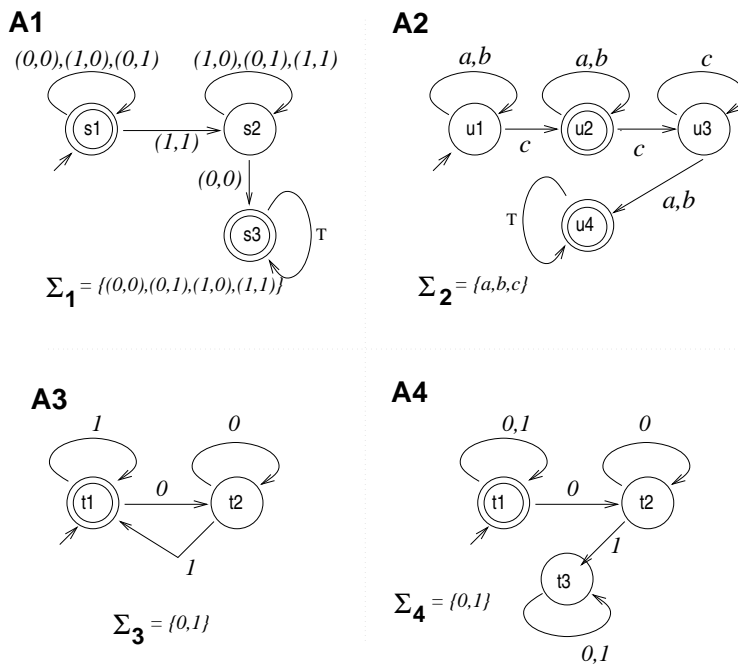 A1
(0,0),(1,0),(0,1)
(1,0),(0,1),(1,1)
s1
s2
(1,1)
(0,0)
s3
T
Σ1 = {(0,0),(0,1),(1,0),(1,1)}
A2
a,b
a,b
c
u1
u2
u3
c
c
a,b
T
u4
Σ2 = {a,b,c}
A3
1
0
t1
0
t2
1
Σ3 = {0,1}
A4
0,1
0
t1
0
t2
1
t3
Σ4 = {0,1}
0,1